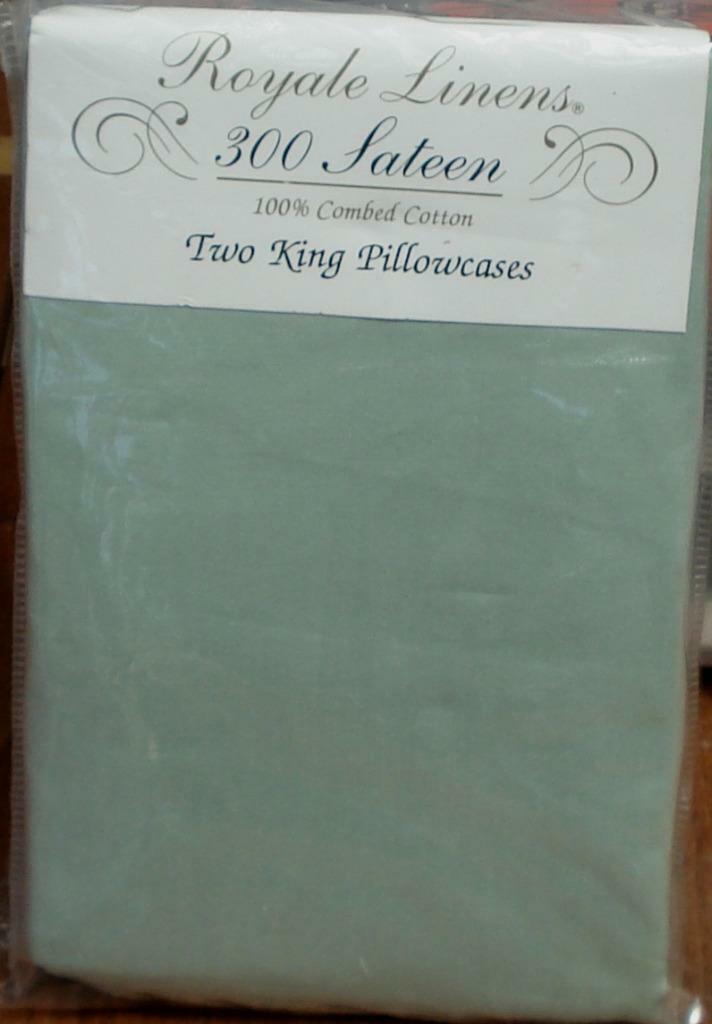 Royale Linens®
300 Sateen
100% Combed Cotton
Two King Pillowcases